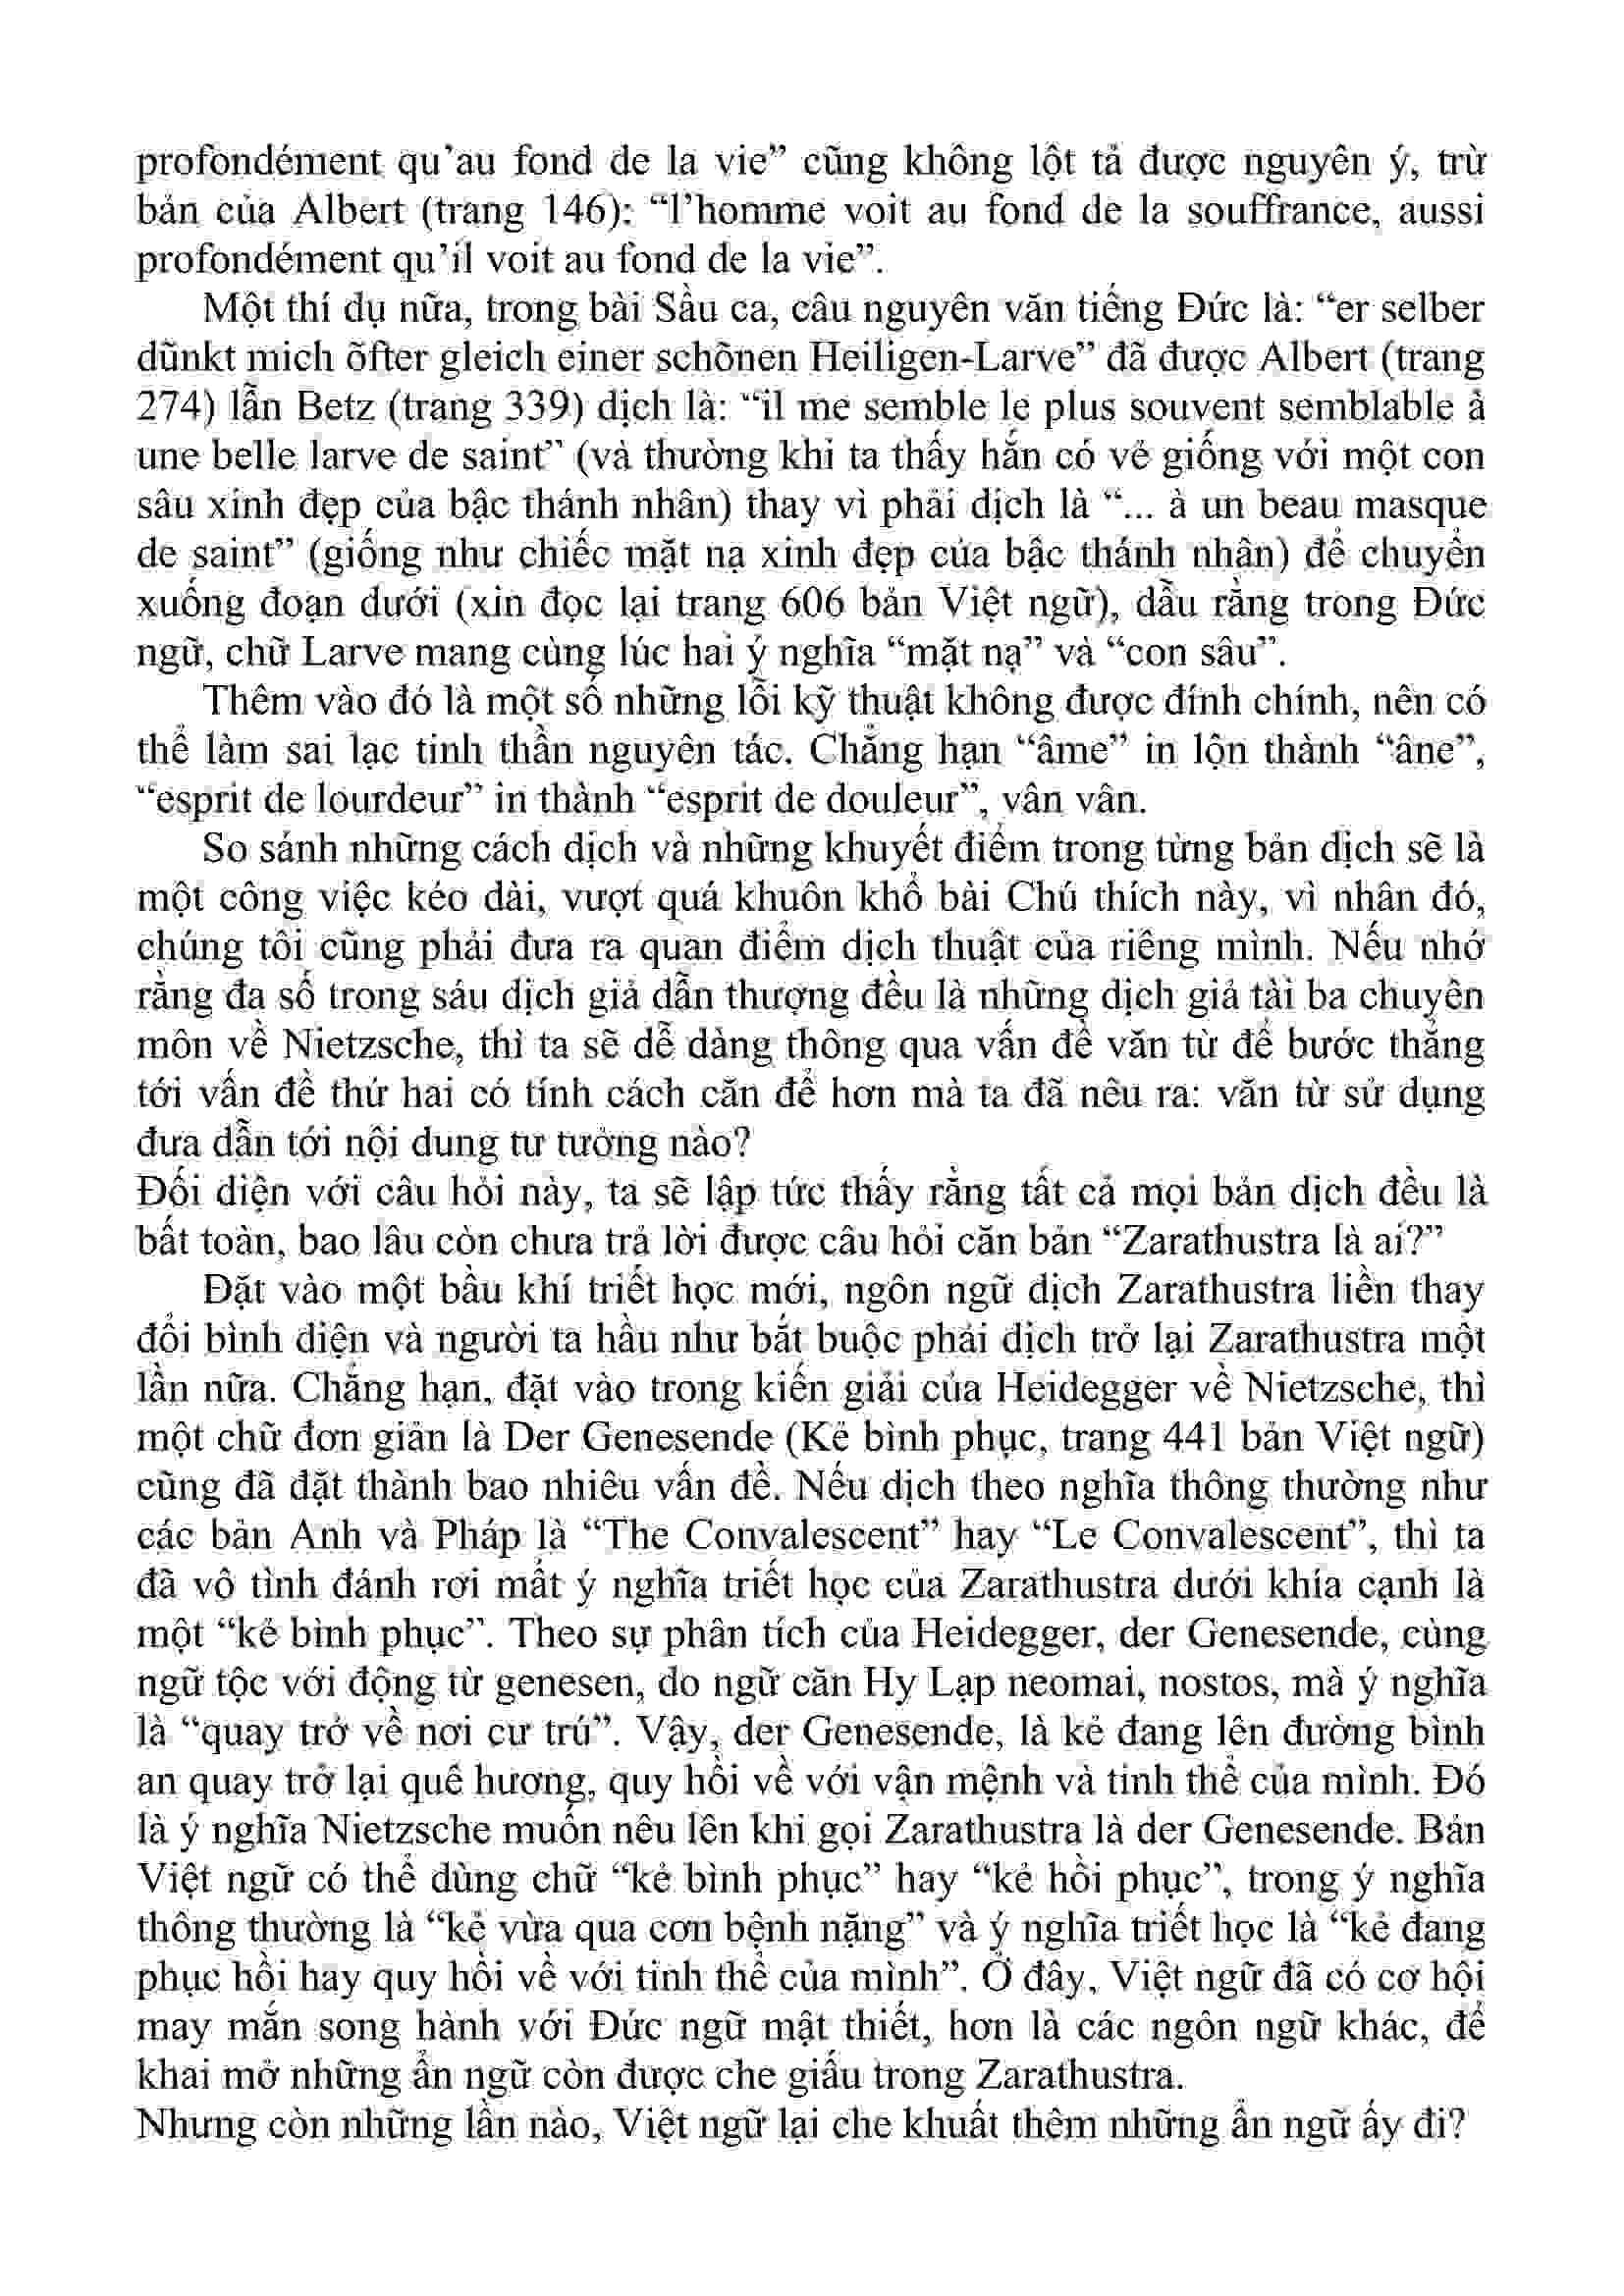 profondément qu’au fond de la vie” cũng không lột tả được nguyên ý, trừ
bản của Albert (trang 146): “l’homme voit au fond de la souffrance, aussi
profondément qu’il voit au fond de la vie”.
Một thí dụ nữa, trong bài Sầu ca, câu nguyên văn tiếng Đức là: “er selber
dũnkt mich õfter gleich einer schõnen Heiligen-Larve” đã được Albert (trang
274) lẫn Betz (trang 339) dịch là: “il me semble le plus souvent semblable à
une belle larve de saint” (và thường khi ta thấy hắn có vẻ giống với một con
sâu xinh đẹp của bậc thánh nhân) thay vì phải dịch là “... à un beau masque
de saint” (giống như chiếc mặt nạ xinh đẹp của bậc thánh nhân) để chuyển
xuống đoạn dưới (xin đọc lại trang 606 bản Việt ngữ), dầu rằng trong Đức
ngữ, chữ Larve mang cùng lúc hai ý nghĩa “mặt nạ” và “con sâu”.
Thêm vào đó là một số những lỗi kỹ thuật không được đính chính, nên có
thể làm sai lạc tinh thần nguyên tác. Chẳng hạn “âme” in lộn thành “âne”,
“esprit de lourdeur” in thành “esprit de douleur”, vân vân.
So sánh những cách dịch và những khuyết điểm trong từng bản dịch sẽ là
một công việc kéo dài, vượt quá khuôn khổ bài Chú thích này, vì nhân đó,
chúng tôi cũng phải đưa ra quan điểm dịch thuật của riêng mình. Nếu nhớ
rằng đa số trong sáu dịch giả dẫn thượng đều là những dịch giả tài ba chuyên
môn về Nietzsche, thì ta sẽ dễ dàng thông qua vấn đề văn từ để bước thẳng
tới vấn đề thứ hai có tính cách căn để hơn mà ta đã nêu ra: văn từ sử dụng
đưa dẫn tới nội dung tư tưởng nào?
Đối diện với câu hỏi này, ta sẽ lập tức thấy rằng tất cả mọi bản dịch đều là
bất toàn, bao lâu còn chưa trả lời được câu hỏi căn bản “Zarathustra là ai?”
Đặt vào một bầu khí triết học mới, ngôn ngữ dịch Zarathustra liền thay
đổi bình diện và người ta hầu như bắt buộc phải dịch trở lại Zarathustra một
lần nữa. Chẳng hạn, đặt vào trong kiến giải của Heidegger về Nietzsche, thì
một chữ đơn giản là Der Genesende (Kẻ bình phục, trang 441 bản Việt ngữ)
cũng đã đặt thành bao nhiêu vấn đề. Nếu dịch theo nghĩa thông thường như
các bản Anh và Pháp là “The Convalescent” hay “Le Convalescent”, thì ta
đã vô tình đánh rơi mất ý nghĩa triết học của Zarathustra dưới khía cạnh là
một “kẻ bình phục”. Theo sự phân tích của Heidegger, der Genesende, cùng
ngữ tộc với động từ genesen, do ngữ căn Hy Lạp neomai, nostos, mà ý nghĩa
là “quay trở về nơi cư trú”. Vậy, der Genesende, là kẻ đang lên đường bình
an quay trở lại quê hương, quy hồi về với vận mệnh và tinh thể của mình. Đó
là ý nghĩa Nietzsche muốn nêu lên khi gọi Zarathustra là der Genesende. Bản
Việt ngữ có thể dùng chữ “kẻ bình phục” hay “kẻ hồi phục”, trong ý nghĩa
thông thường là “kẻ vừa qua cơn bệnh nặng” và ý nghĩa triết học là “kẻ đang
phục hồi hay quy hồi về với tinh thể của mình”. Ở đây, Việt ngữ đã có cơ hội
may mắn song hành với Đức ngữ mật thiết, hơn là các ngôn ngữ khác, để
khai mở những ẩn ngữ còn được che giấu trong Zarathustra.
Nhưng còn những lần nào, Việt ngữ lại che khuất thêm những ẩn ngữ ấy đi?